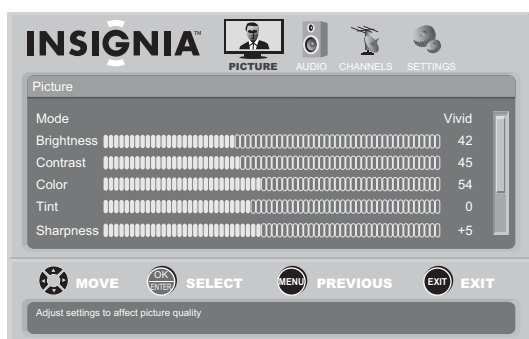 INSIGNIA™
PICTURE AUDIO CHANNELS SETTINGS
Picture
Mode Vivid
Brightness 42
Contrast 45
Color 54
Tint 0
Sharpness +5
MOVE OK ENTER SELECT MENU PREVIOUS EXIT EXIT
Adjust settings to affect picture quality